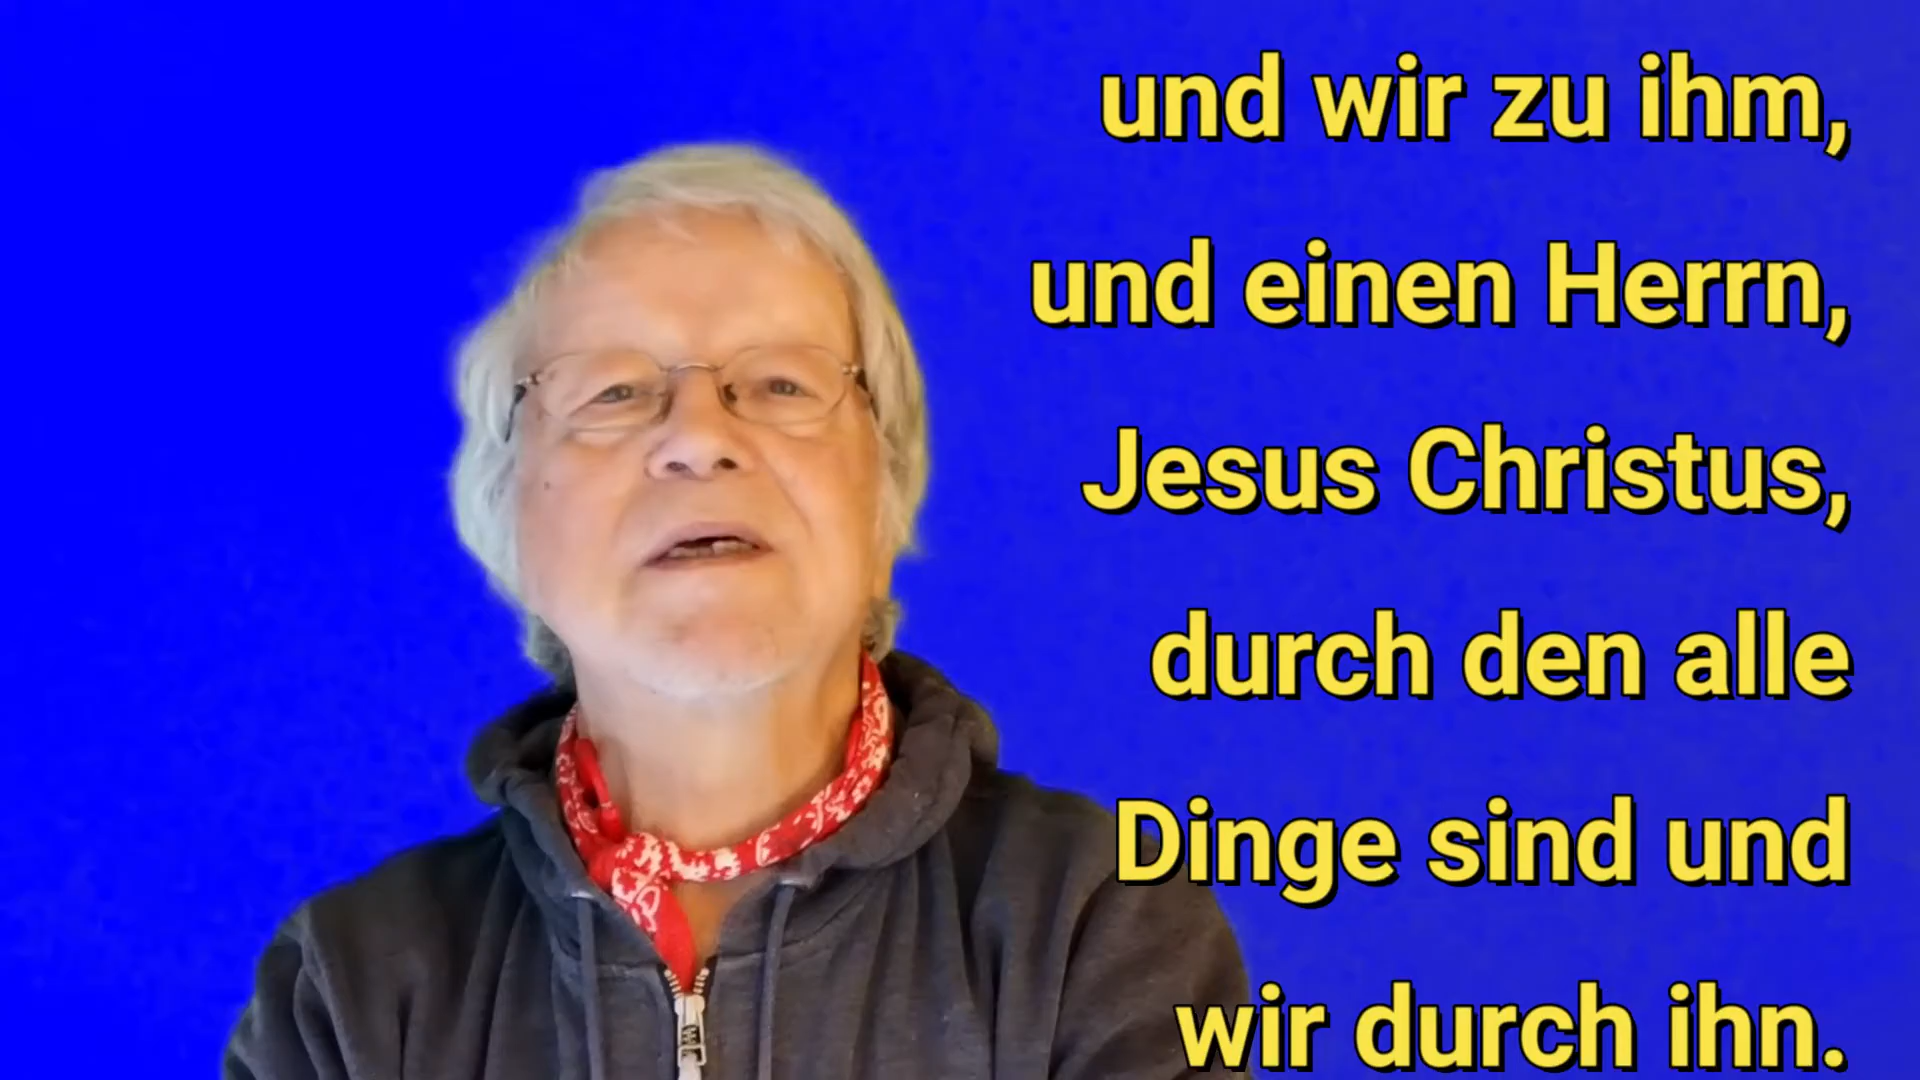 und wir zu ihm,
und einen Herrn,
Jesus Christus,
durch den alle
Dinge sind und
wir durch ihn.